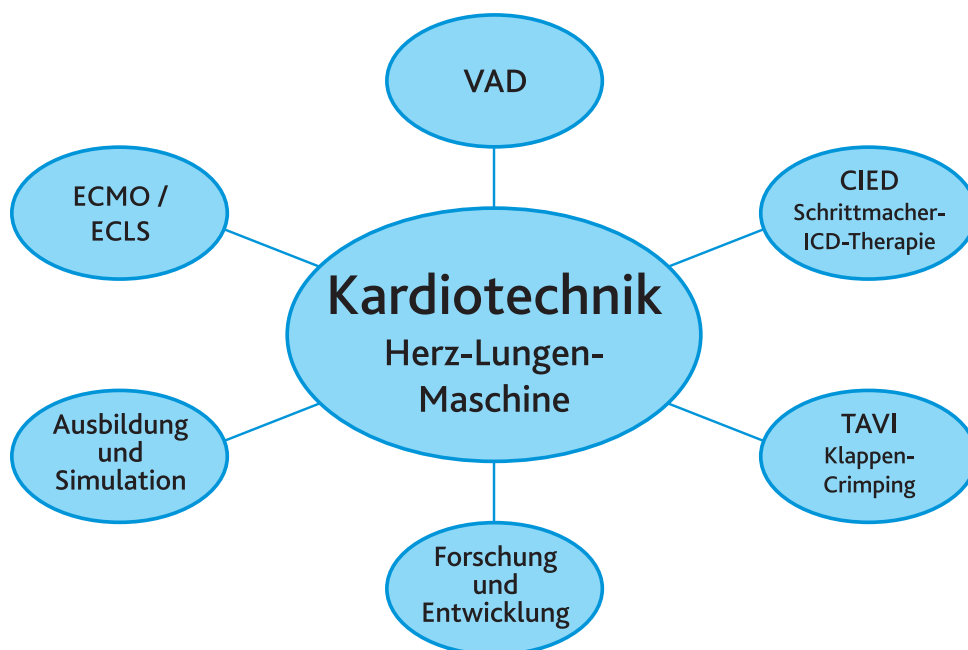 VAD
ECMO /
ECLS
CIED
Schrittmacher-
ICD-Therapie
Kardiotechnik
Herz-Lungen-
Maschine
Ausbildung
und
Simulation
TAVI
Klappen-
Crimping
Forschung
und
Entwicklung